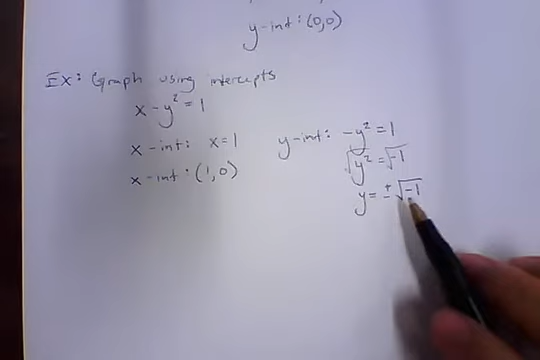 y-int: (0,0)
Ex: Graph using intercepts
x - y² = 1
x-int: x=1
x-int: (1,0)
y-int: -y² = 1
√y² = √-1
y = ±√-1